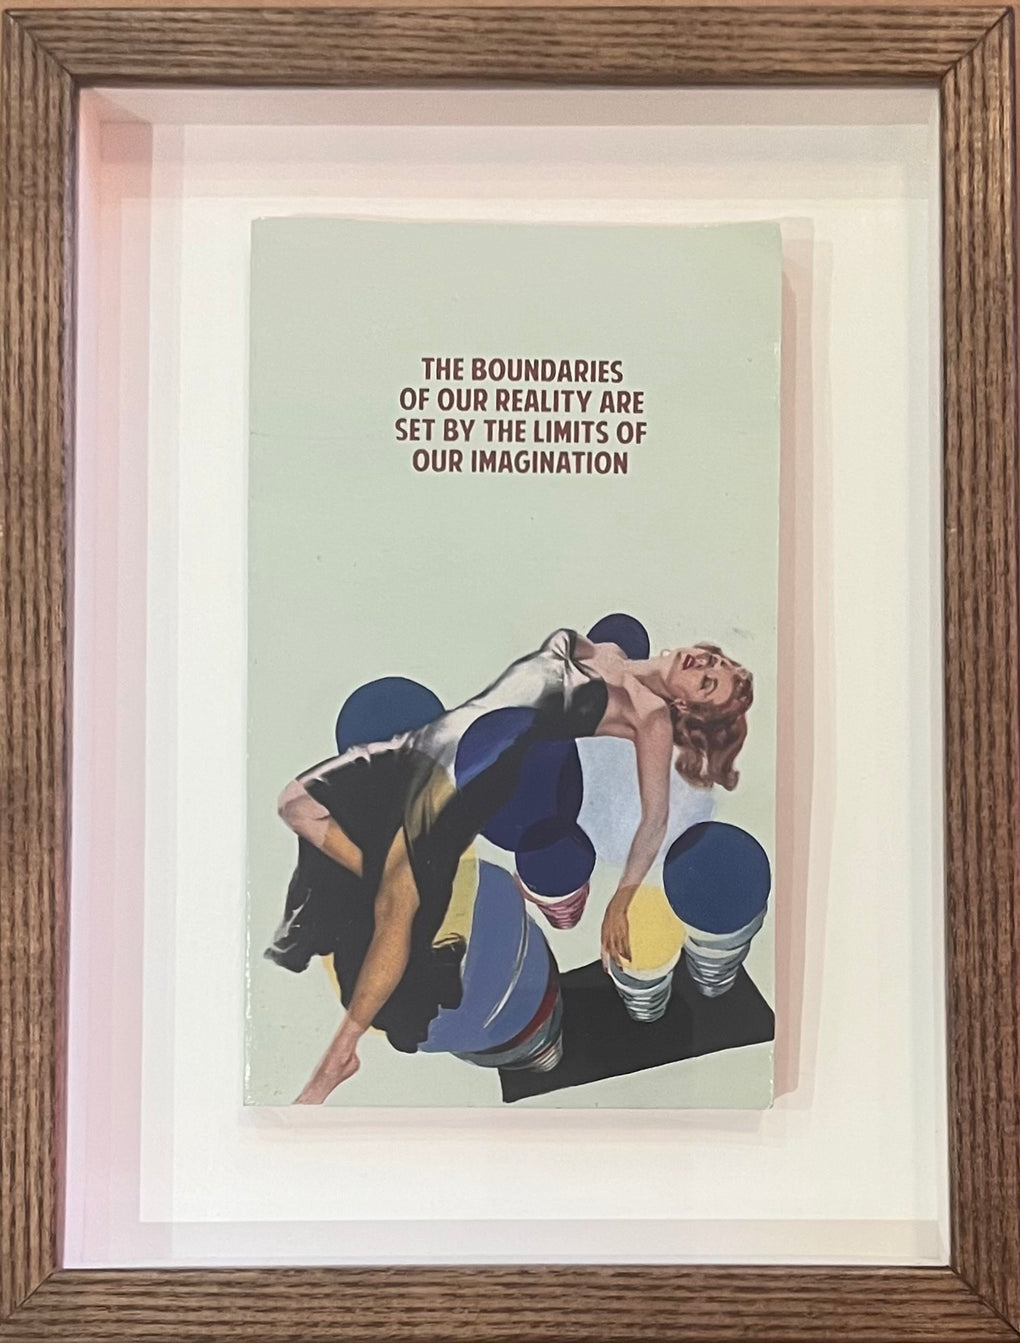 THE BOUNDARIES
OF OUR REALITY ARE
SET BY THE LIMITS OF
OUR IMAGINATION